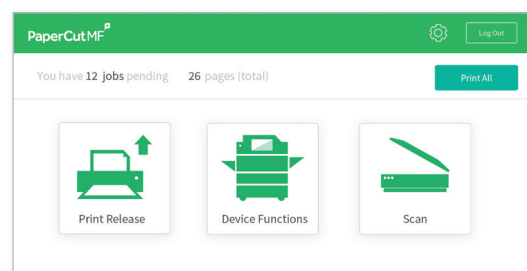 PaperCutMF
Log Out
You have 12 jobs pending 26 pages (total)
Print All
Print Release
Device Functions
Scan